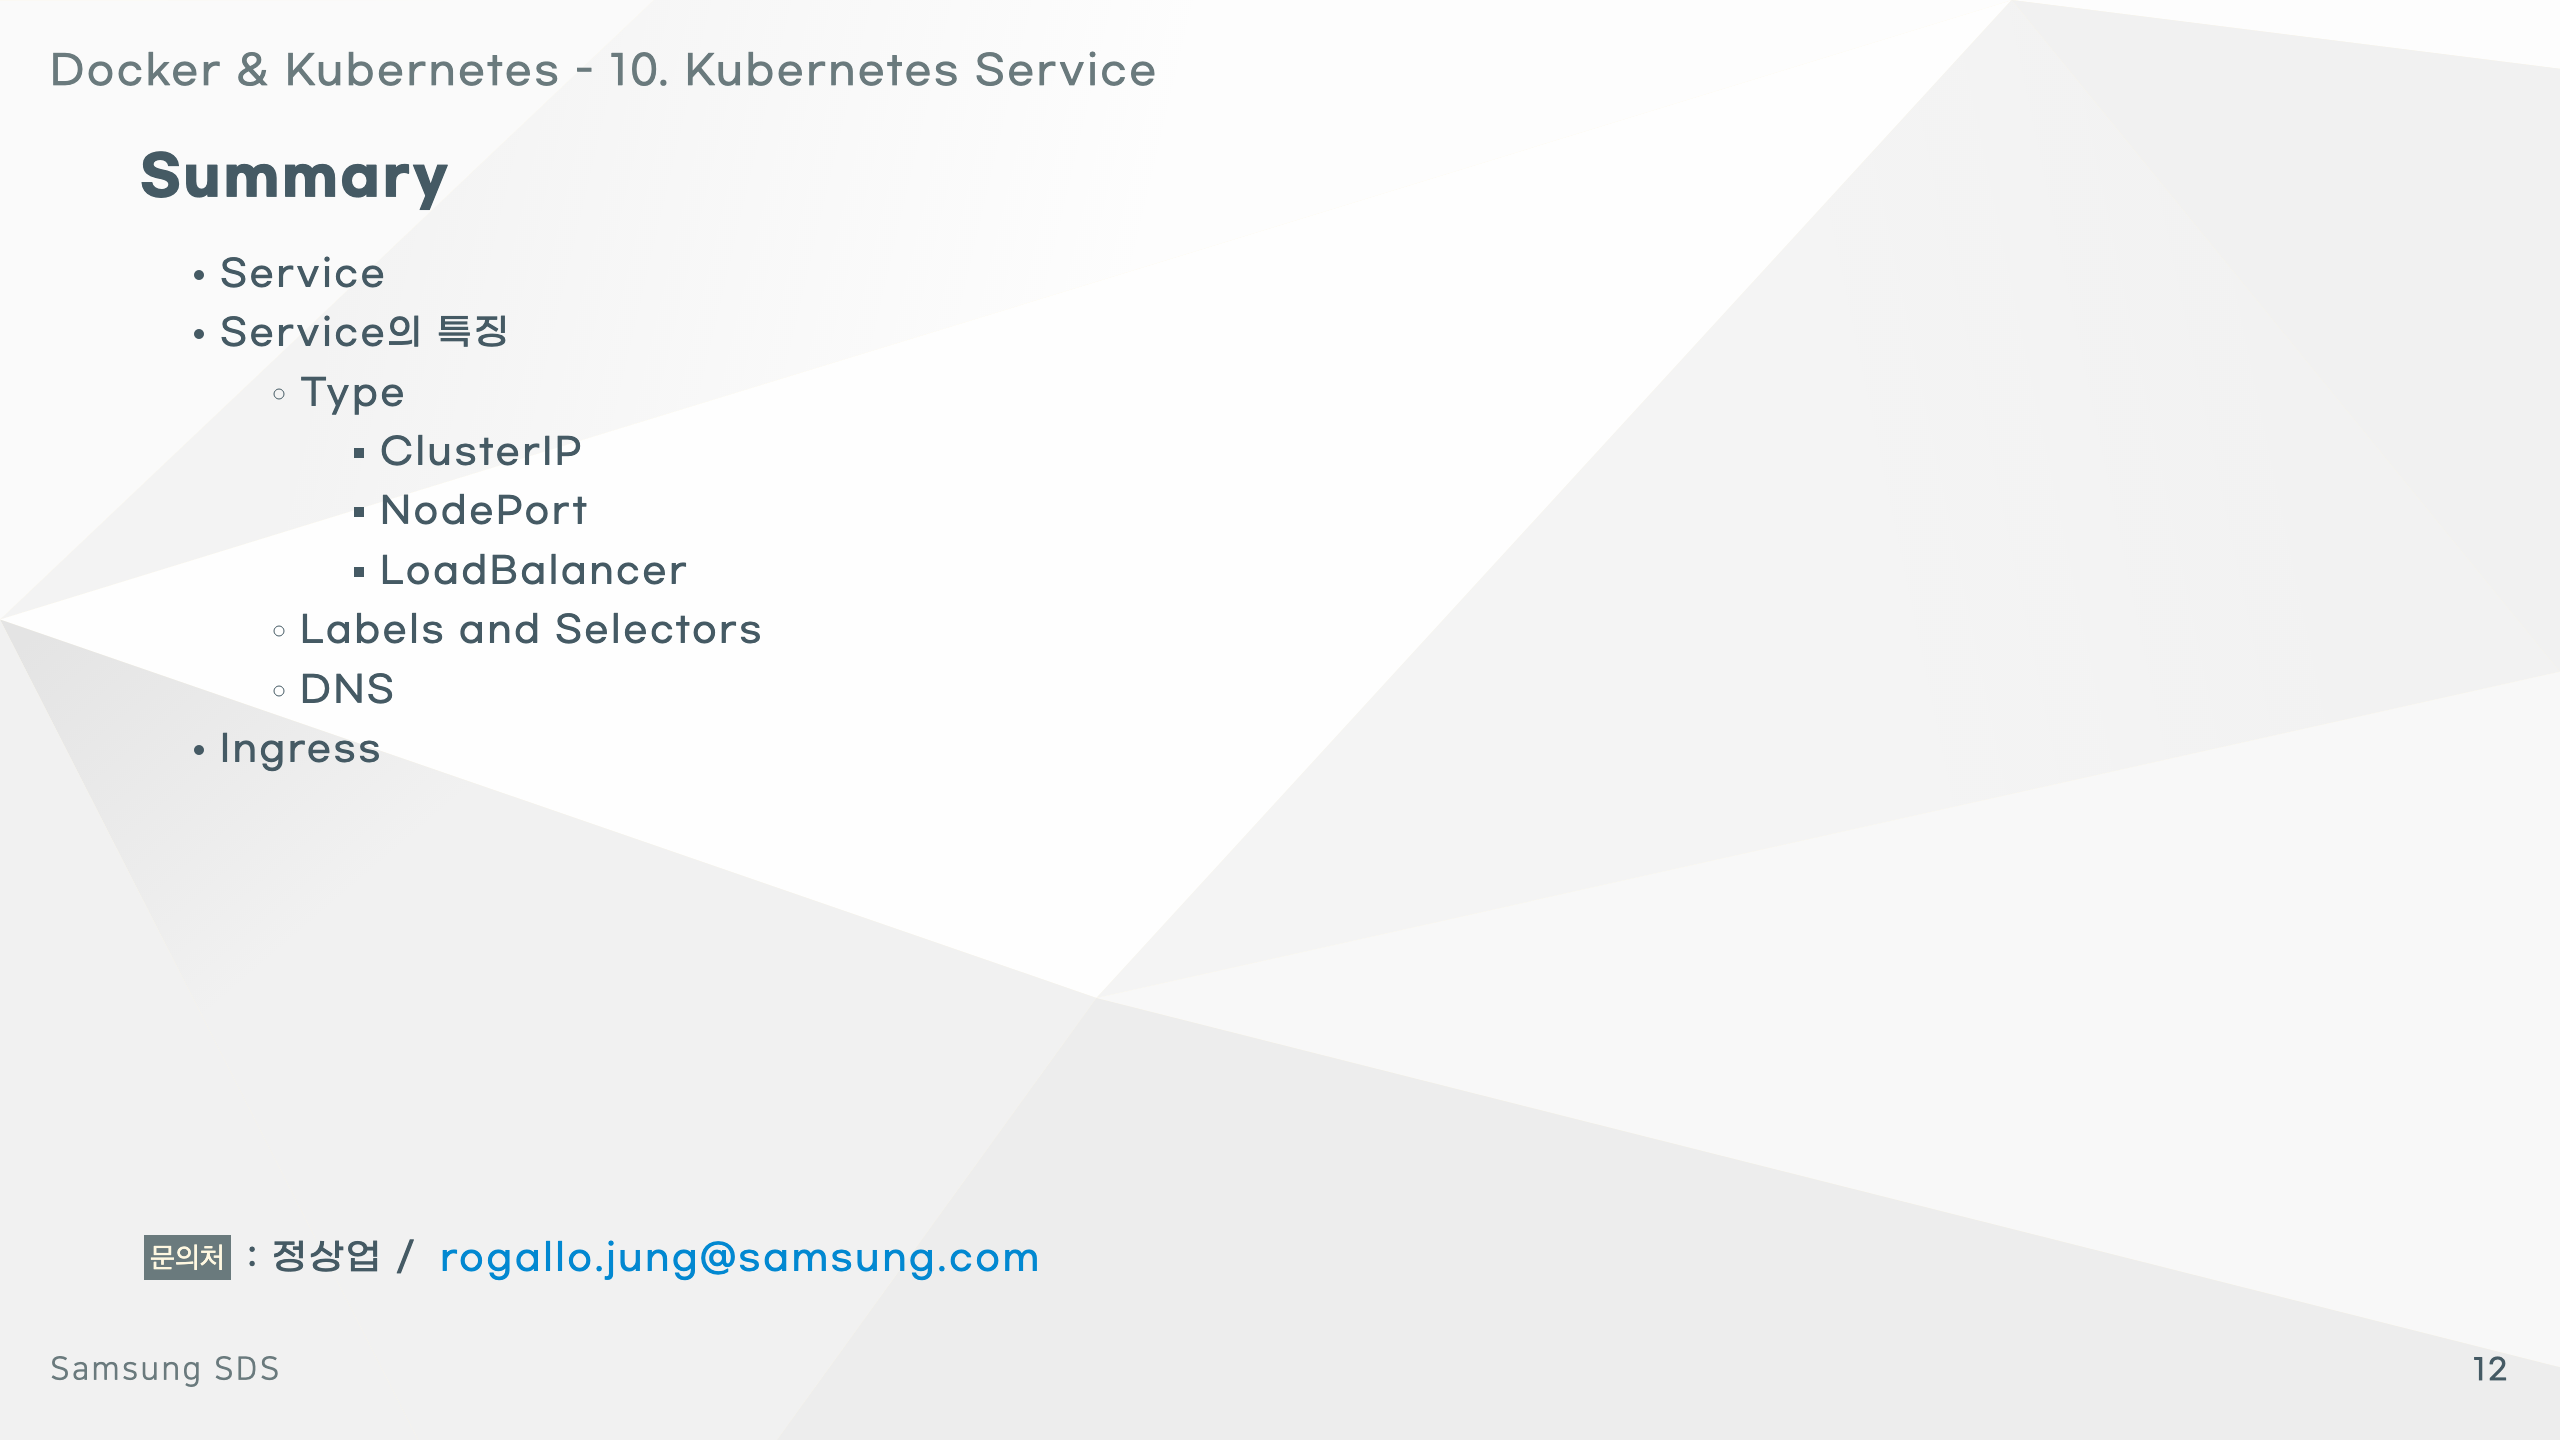 Docker & Kubernetes - 10. Kubernetes Service
Summary
• Service
• Service의 특징
◦ Type
▪ ClusterIP
▪ NodePort
▪ LoadBalancer
◦ Labels and Selectors
◦ DNS
• Ingress
문의처 : 정상업 / rogallo.jung@samsung.com
Samsung SDS
12